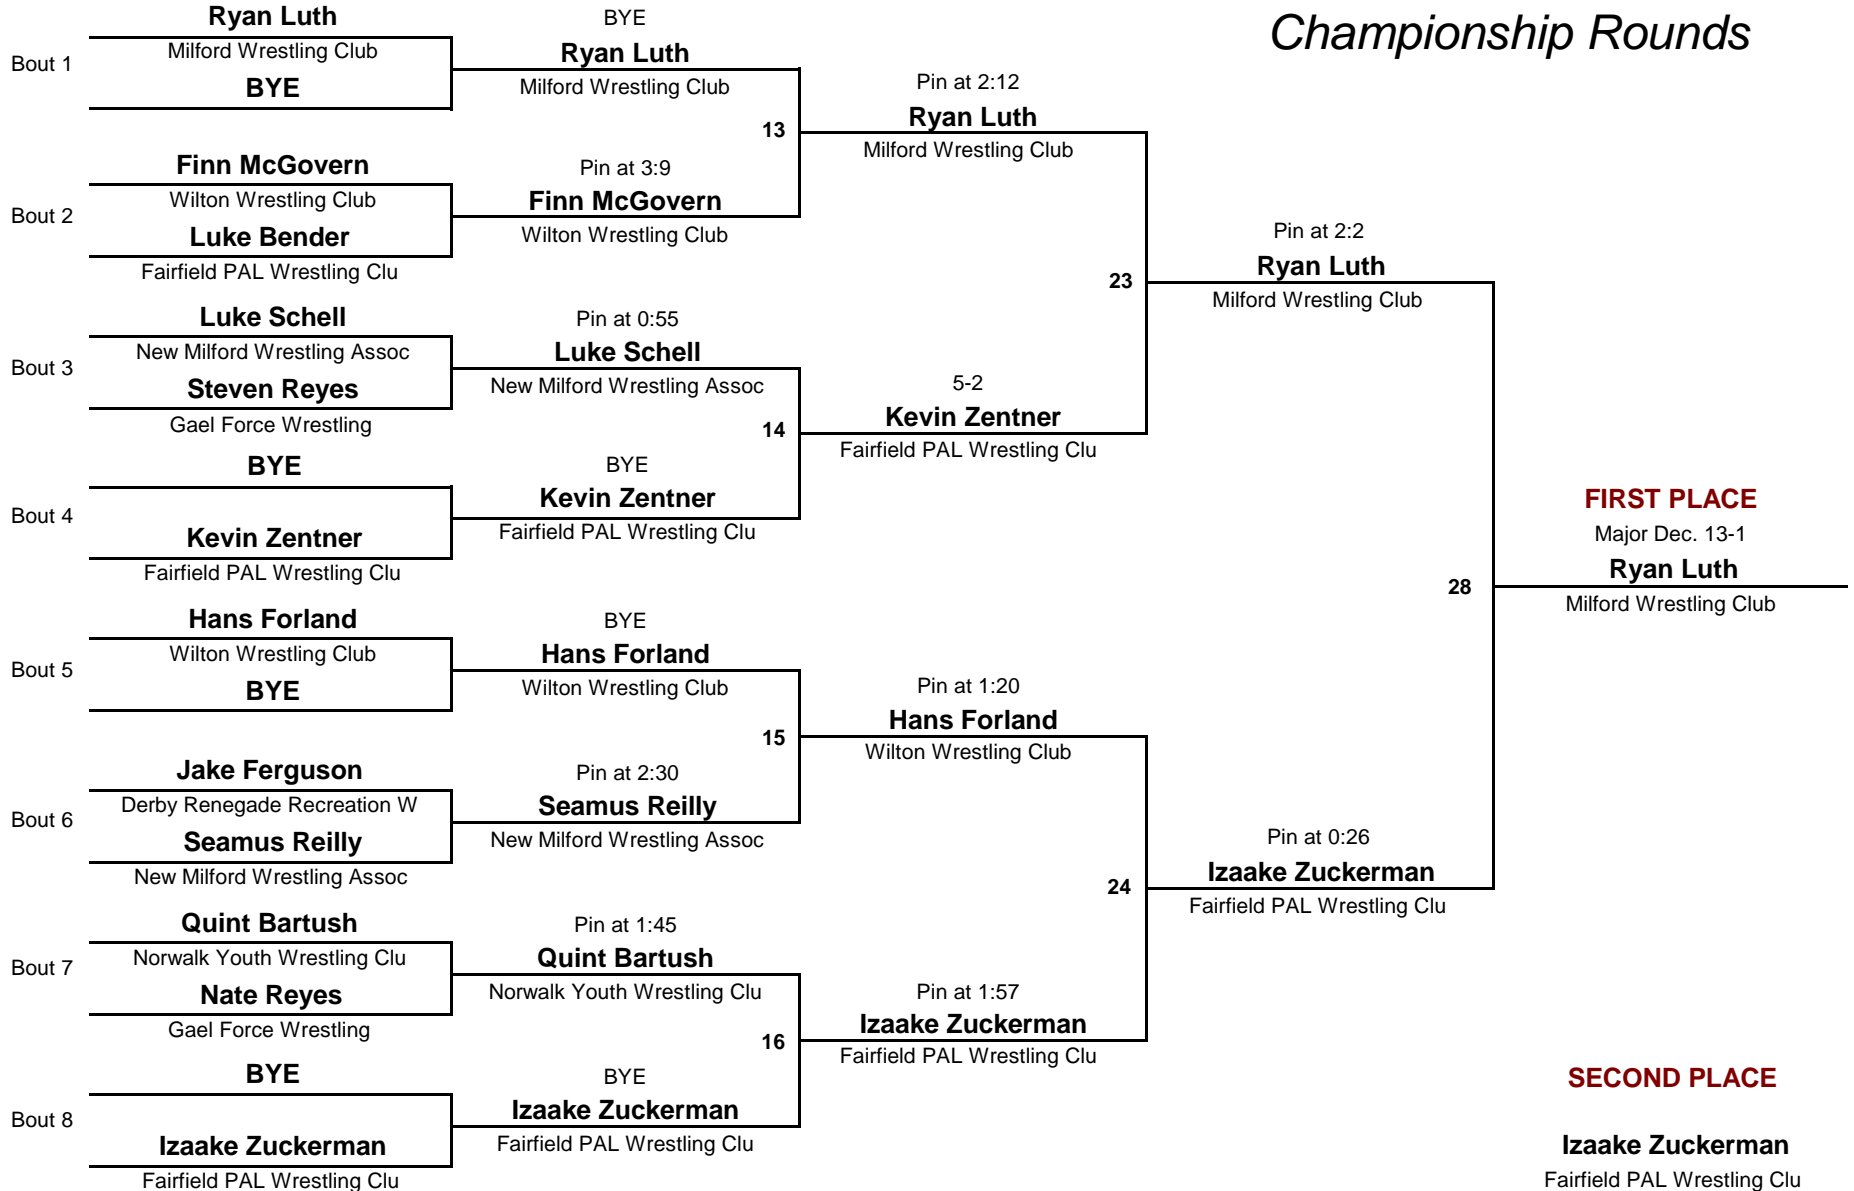 Championship Rounds
Bout 1
Ryan Luth
Milford Wrestling Club
BYE
Bout 2
Finn McGovern
Wilton Wrestling Club
Luke Bender
Fairfield PAL Wrestling Clu
Bout 3
Luke Schell
New Milford Wrestling Assoc
Steven Reyes
Gael Force Wrestling
Bout 4
BYE
Kevin Zentner
Fairfield PAL Wrestling Clu
Bout 5
Hans Forland
Wilton Wrestling Club
BYE
Bout 6
Jake Ferguson
Derby Renegade Recreation W
Seamus Reilly
New Milford Wrestling Assoc
Bout 7
Quint Bartush
Norwalk Youth Wrestling Clu
Nate Reyes
Gael Force Wrestling
Bout 8
BYE
Izaake Zuckerman
Fairfield PAL Wrestling Clu
BYE
Ryan Luth
Milford Wrestling Club
13
Pin at 3:9
Finn McGovern
Wilton Wrestling Club
Pin at 0:55
Luke Schell
New Milford Wrestling Assoc
14
BYE
Kevin Zentner
Fairfield PAL Wrestling Clu
BYE
Hans Forland
Wilton Wrestling Club
15
Pin at 2:30
Seamus Reilly
New Milford Wrestling Assoc
Pin at 1:45
Quint Bartush
Norwalk Youth Wrestling Clu
16
BYE
Izaake Zuckerman
Fairfield PAL Wrestling Clu
Pin at 2:12
Ryan Luth
Milford Wrestling Club
23
5-2
Kevin Zentner
Fairfield PAL Wrestling Clu
Pin at 1:20
Hans Forland
Wilton Wrestling Club
24
Pin at 1:57
Izaake Zuckerman
Fairfield PAL Wrestling Clu
Pin at 2:2
Ryan Luth
Milford Wrestling Club
28
Pin at 0:26
Izaake Zuckerman
Fairfield PAL Wrestling Clu
FIRST PLACE
Major Dec. 13-1
Ryan Luth
Milford Wrestling Club
SECOND PLACE
Izaake Zuckerman
Fairfield PAL Wrestling Clu